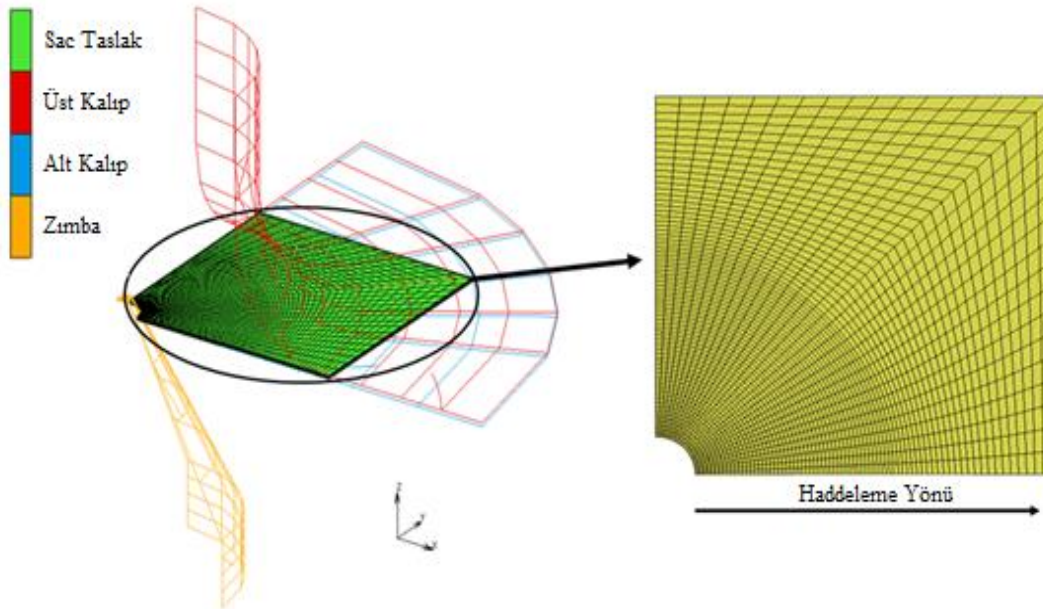 Sac Taslak
Üst Kalıp
Alt Kalıp
Zımba
Haddeleme Yönü
Z
Y
X